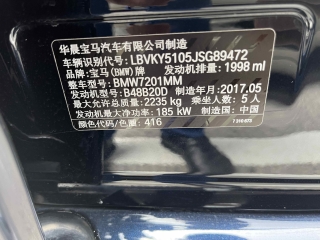 华晨宝马汽车有限公司制造
车辆识别代号: LBVKY5105JSG89472
品牌: 宝马(BMW)牌 发动机排量: 1998 ml
整车型号: BMW7201MM
发动机型号: B48B20D 制造年月: 2017.05
最大允许总质量: 2235 kg 乘坐人数: 5 人
发动机最大净功率: 185 kW 制造国: 中国
颜色代码: 416